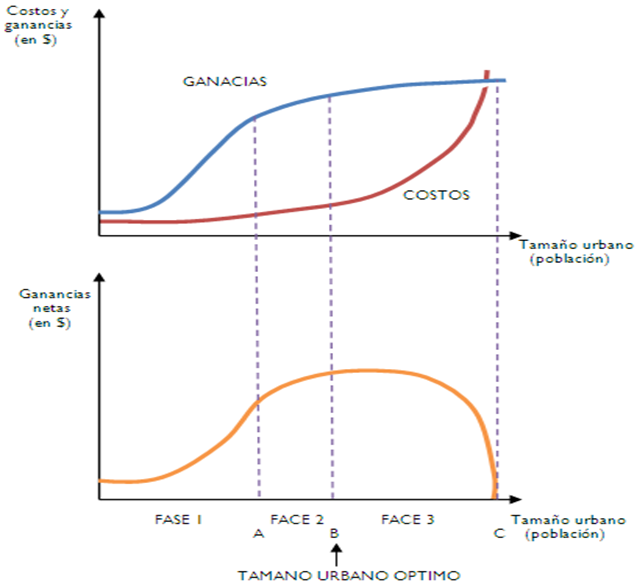 Costos y
ganancias
(en $)
GANACIAS
COSTOS
Tamaño urbano
(población)
Ganancias
netas
(en $)
FASE 1
FACE 2
FACE 3
A
B
C
Tamaño urbano
(población)
TAMANO URBANO OPTIMO